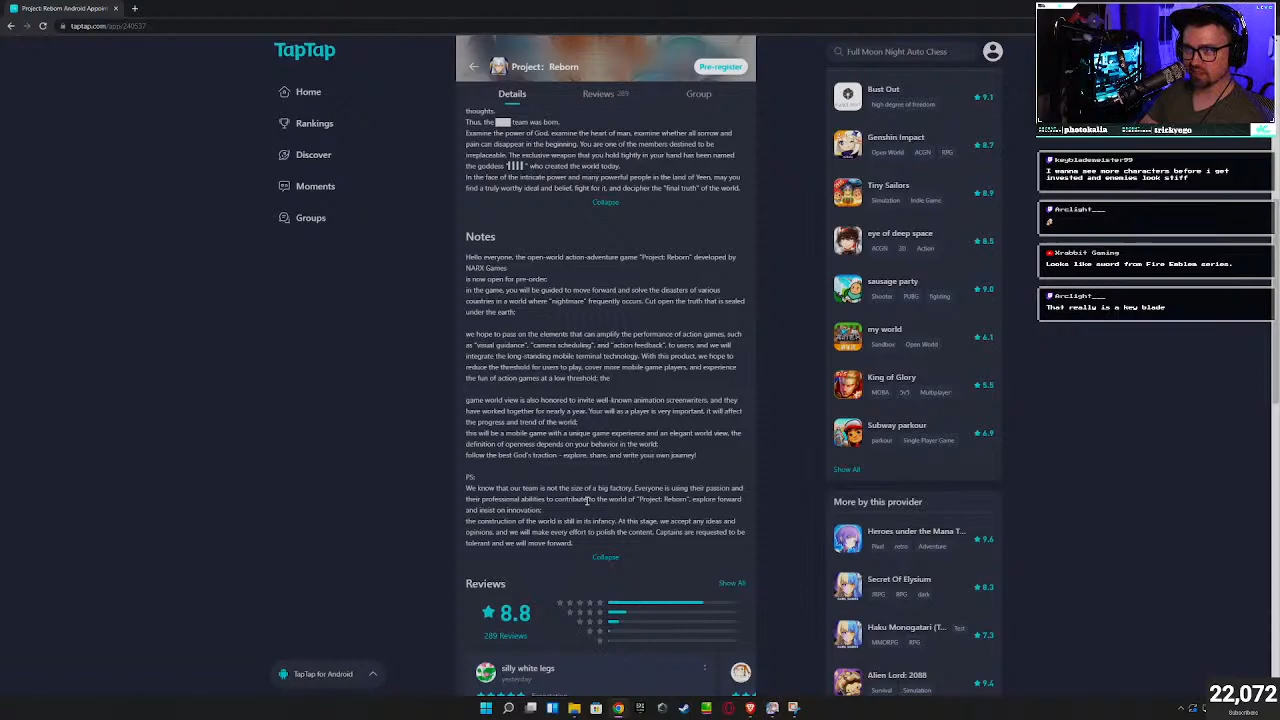 Project: Reborn Android Appoint
taptap.com/app/240537
TapTap
Home
Rankings
Discover
Moments
Groups
TapTap for Android
Project: Reborn
Pre-register
Details
Reviews 289
Group
thoughts.
Thus, the team was born.
Examine the power of God, examine the heart of man, examine whether all sorrow and
pain can disappear in the beginning. You are one of the members destined to be
irreplaceable. The exclusive weapon that you hold tightly in your hand has been named
the goddess "▌▌▌▌" who created the world today.
In the face of the intricate power and many powerful people in the land of Yeen, may you
find a truly worthy ideal and belief, fight for it, and decipher the "final truth" of the world.
Collapse
Notes
Hello everyone, the open-world action-adventure game "Project: Reborn" developed by
NARX Games
is now open for pre-order;
in the game, you will be guided to move forward and solve the disasters of various
countries in a world where "nightmare" frequently occurs. Cut open the truth that is sealed
under the earth;
we hope to pass on the elements that can amplify the performance of action games, such
as "visual guidance", "camera scheduling", and "action feedback", to users, and we will
integrate the long-standing mobile terminal technology. With this product, we hope to
reduce the threshold for users to play, cover more mobile game players, and experience
the fun of action games at a low threshold; the
game world view is also honored to invite well-known animation screenwriters, and they
have worked together for nearly a year. Your will as a player is very important, it will affect
the progress and trend of the world;
this will be a mobile game with a unique game experience and an elegant world view, the
definition of openness depends on your behavior in the world;
follow the best God's traction - explore, share, and write your own journey!
PS:
We know that our team is not the size of a big factory. Everyone is using their passion and
their professional abilities to contribute to the world of "Project: Reborn", explore forward
and insist on innovation;
the construction of the world is still in its infancy. At this stage, we accept any ideas and
opinions, and we will make every effort to polish the content. Captains are requested to be
tolerant and we will move forward.
Collapse
Reviews
Show All
8.8
289 Reviews
silly white legs
yesterday
Expectation
Full Moon Night Auto Chess
Bust Out
high degree of freedom
9.1
Genshin Impact
Open World ACGN RPG
8.7
Tiny Sailors
Simulation Indie Game
8.9
eye of deep space
ACGN 3D Action
8.5
sausage party
Shooter PUBG fighting
9.0
my world
Sandbox Open World
6.1
King of Glory
MOBA 5v5 Multiplayer
5.5
Subway parkour
parkour Single Player Game
6.9
Show All
More by this provider
Heroes under the Mana T...
Pixel retro Adventure
9.6
Secret Of Elysium
JRPG RPG dark
8.3
Haku Monogatari (T... Test
MMORPG RPG
7.3
Alien Lord: 2088
Survival Simulation
9.4
photokalia
trickyego
keyblademeister99
I wanna see more characters before i get
invested and enemies look stiff
Arclight___
Xrabbit Gaming
Looks like sword from Fire Emblem series.
Arclight___
That really is a key blade
22,072
Subscribers